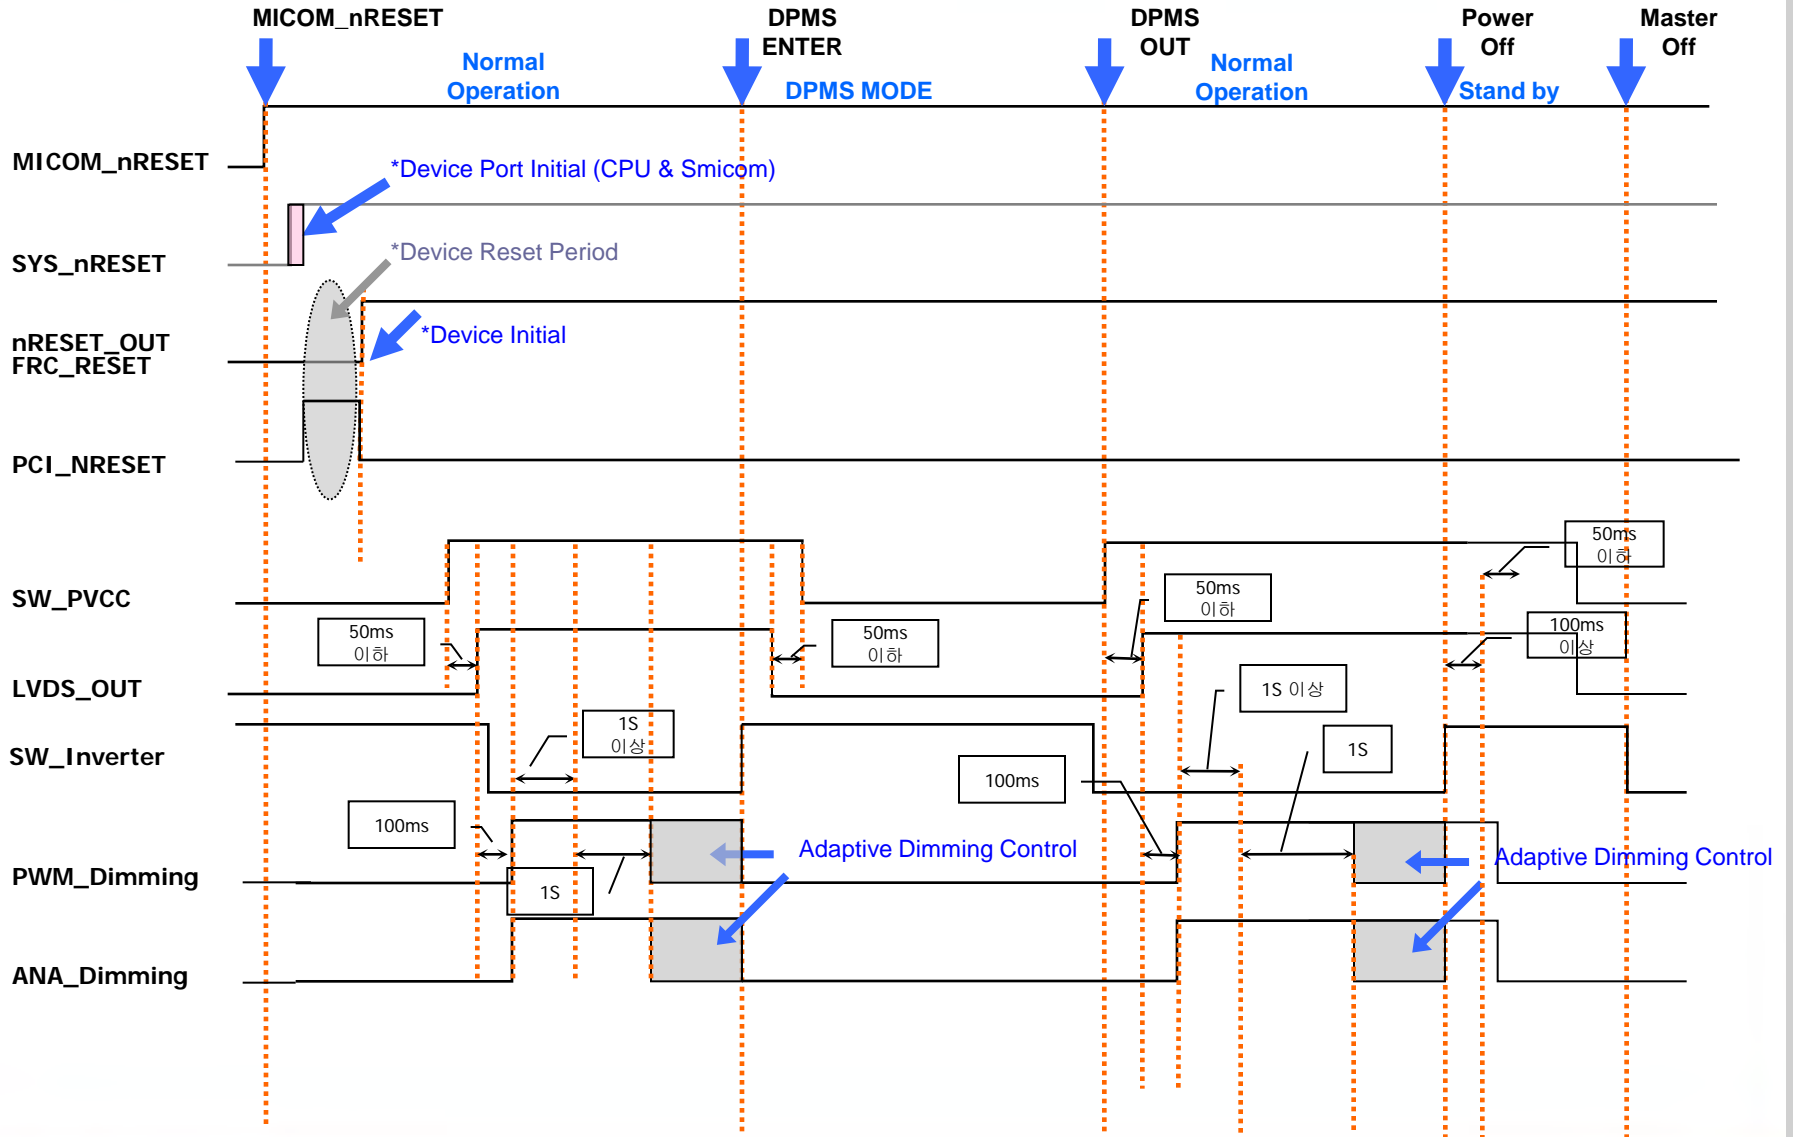 MICOM_nRESET
DPMS
ENTER
DPMS
OUT
Power
Off
Master
Off
Normal
Operation
DPMS MODE
Normal
Operation
Stand by
MICOM_nRESET
*Device Port Initial (CPU & Smicom)
SYS_nRESET
*Device Reset Period
nRESET_OUT
FRC_RESET
*Device Initial
PCI_NRESET
SW_PVCC
50ms
이하
50ms
이하
50ms
이하
50ms
이하
100ms
이상
LVDS_OUT
1S
이상
1S 이상
SW_Inverter
1S
100ms
100ms
PWM_Dimming
1S
Adaptive Dimming Control
Adaptive Dimming Control
ANA_Dimming